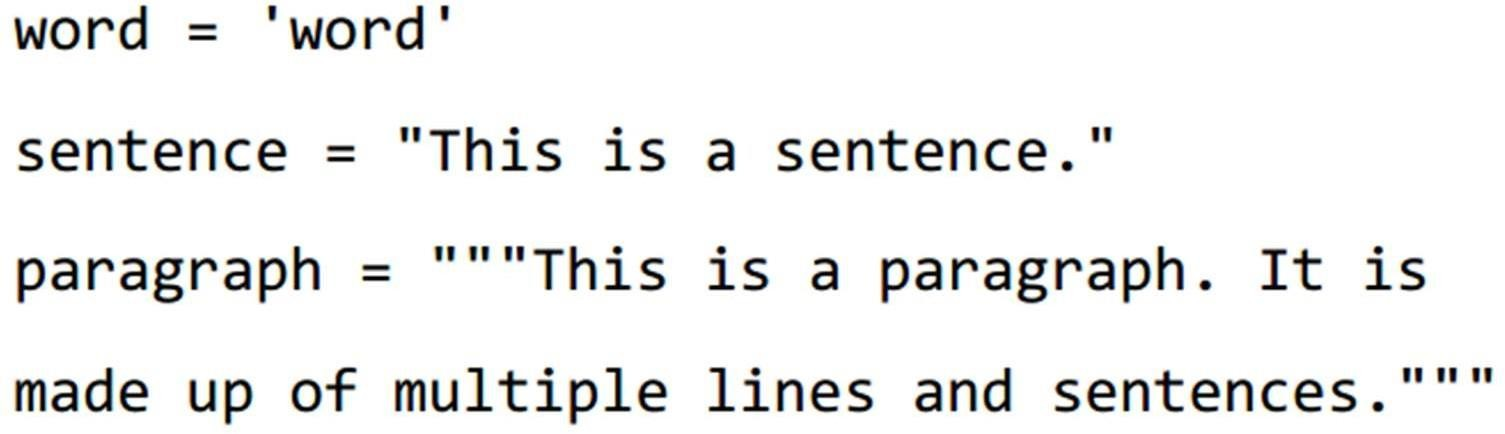 word = 'word'
sentence = "This is a sentence."
paragraph = """This is a paragraph. It is
made up of multiple lines and sentences."""